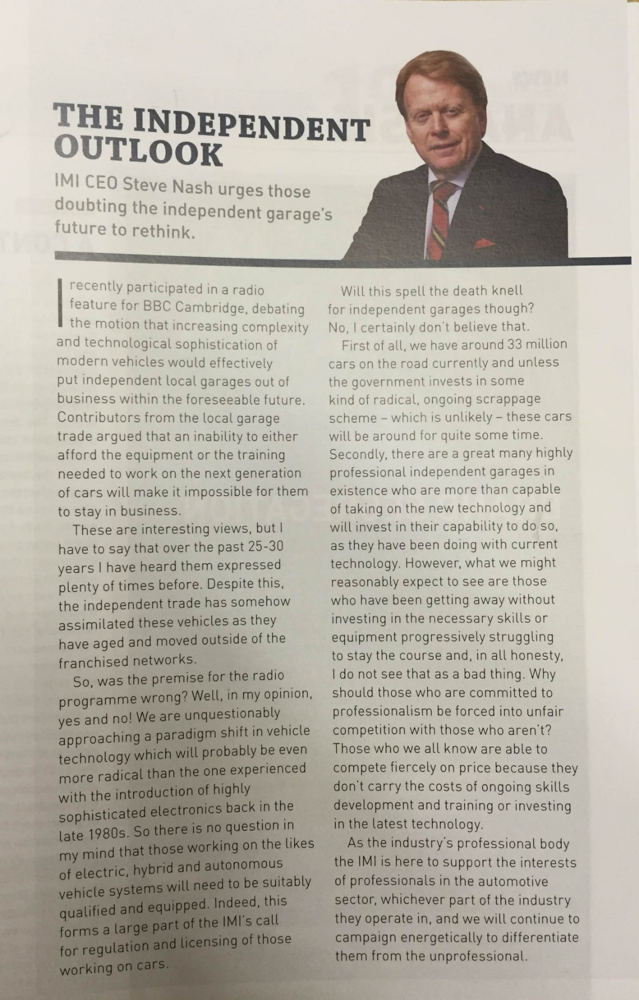 THE INDEPENDENT
OUTLOOK
IMI CEO Steve Nash urges those
doubting the independent garage's
future to rethink.
I recently participated in a radio
feature for BBC Cambridge, debating
the motion that increasing complexity
and technological sophistication of
modern vehicles would effectively
put independent local garages out of
business within the foreseeable future.
Contributors from the local garage
trade argued that an inability to either
afford the equipment or the training
needed to work on the next generation
of cars will make it impossible for them
to stay in business.
These are interesting views, but I
have to say that over the past 25-30
years I have heard them expressed
plenty of times before. Despite this,
the independent trade has somehow
assimilated these vehicles as they
have aged and moved outside of the
franchised networks.
So, was the premise for the radio
programme wrong? Well, in my opinion,
yes and no! We are unquestionably
approaching a paradigm shift in vehicle
technology which will probably be even
more radical than the one experienced
with the introduction of highly
sophisticated electronics back in the
late 1980s. So there is no question in
my mind that those working on the likes
of electric, hybrid and autonomous
vehicle systems will need to be suitably
qualified and equipped. Indeed, this
forms a large part of the IMI's call
for regulation and licensing of those
working on cars.
Will this spell the death knell
for independent garages though?
No, I certainly don't believe that.
First of all, we have around 33 million
cars on the road currently and unless
the government invests in some
kind of radical, ongoing scrappage
scheme – which is unlikely – these cars
will be around for quite some time.
Secondly, there are a great many highly
professional independent garages in
existence who are more than capable
of taking on the new technology and
will invest in their capability to do so,
as they have been doing with current
technology. However, what we might
reasonably expect to see are those
who have been getting away without
investing in the necessary skills or
equipment progressively struggling
to stay the course and, in all honesty,
I do not see that as a bad thing. Why
should those who are committed to
professionalism be forced into unfair
competition with those who aren't?
Those who we all know are able to
compete fiercely on price because they
don't carry the costs of ongoing skills
development and training or investing
in the latest technology.
As the industry's professional body
the IMI is here to support the interests
of professionals in the automotive
sector, whichever part of the industry
they operate in, and we will continue to
campaign energetically to differentiate
them from the unprofessional.